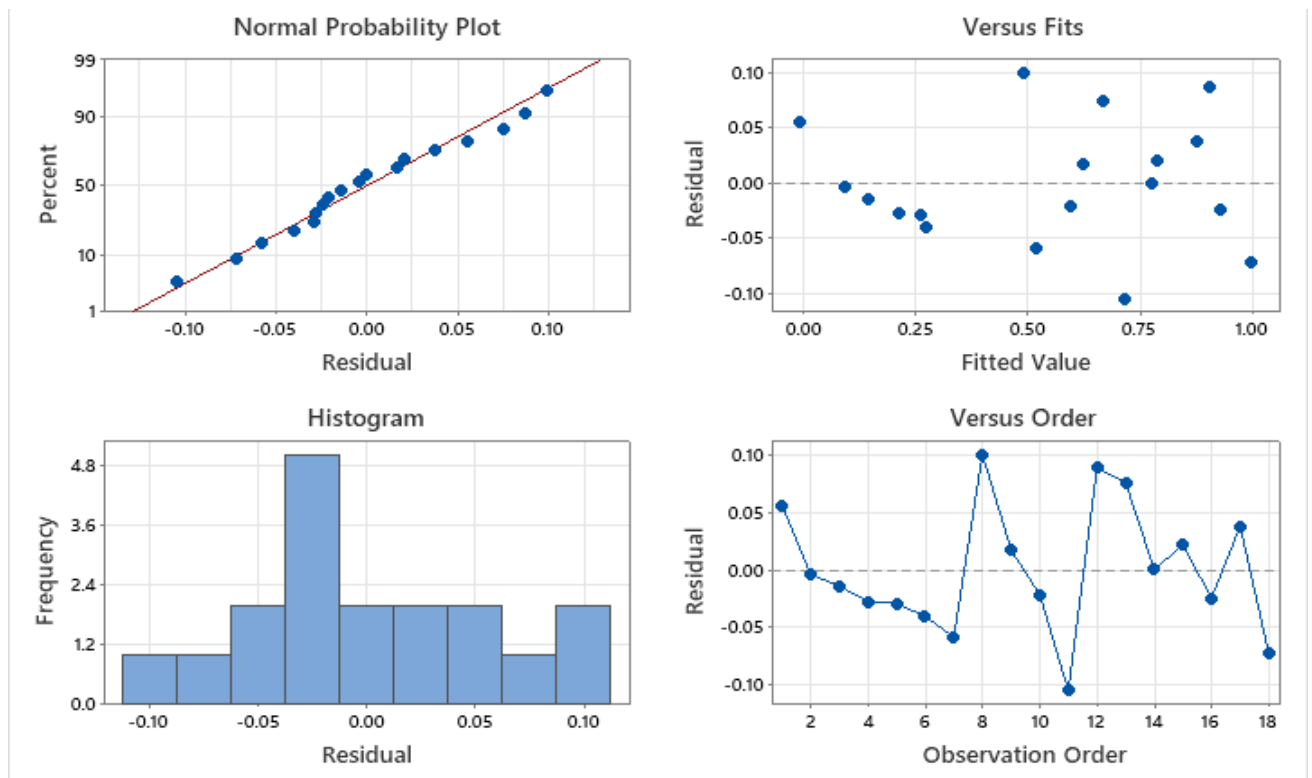 Normal Probability Plot
99
90
50
10
1
Percent
-0.10 -0.05 0.00 0.05 0.10
Residual
Versus Fits
0.10
0.05
0.00
-0.05
-0.10
Residual
0.00 0.25 0.50 0.75 1.00
Fitted Value
Histogram
4.8
3.6
2.4
1.2
0.0
Frequency
-0.10 -0.05 0.00 0.05 0.10
Residual
Versus Order
0.10
0.05
0.00
-0.05
-0.10
Residual
2 4 6 8 10 12 14 16 18
Observation Order